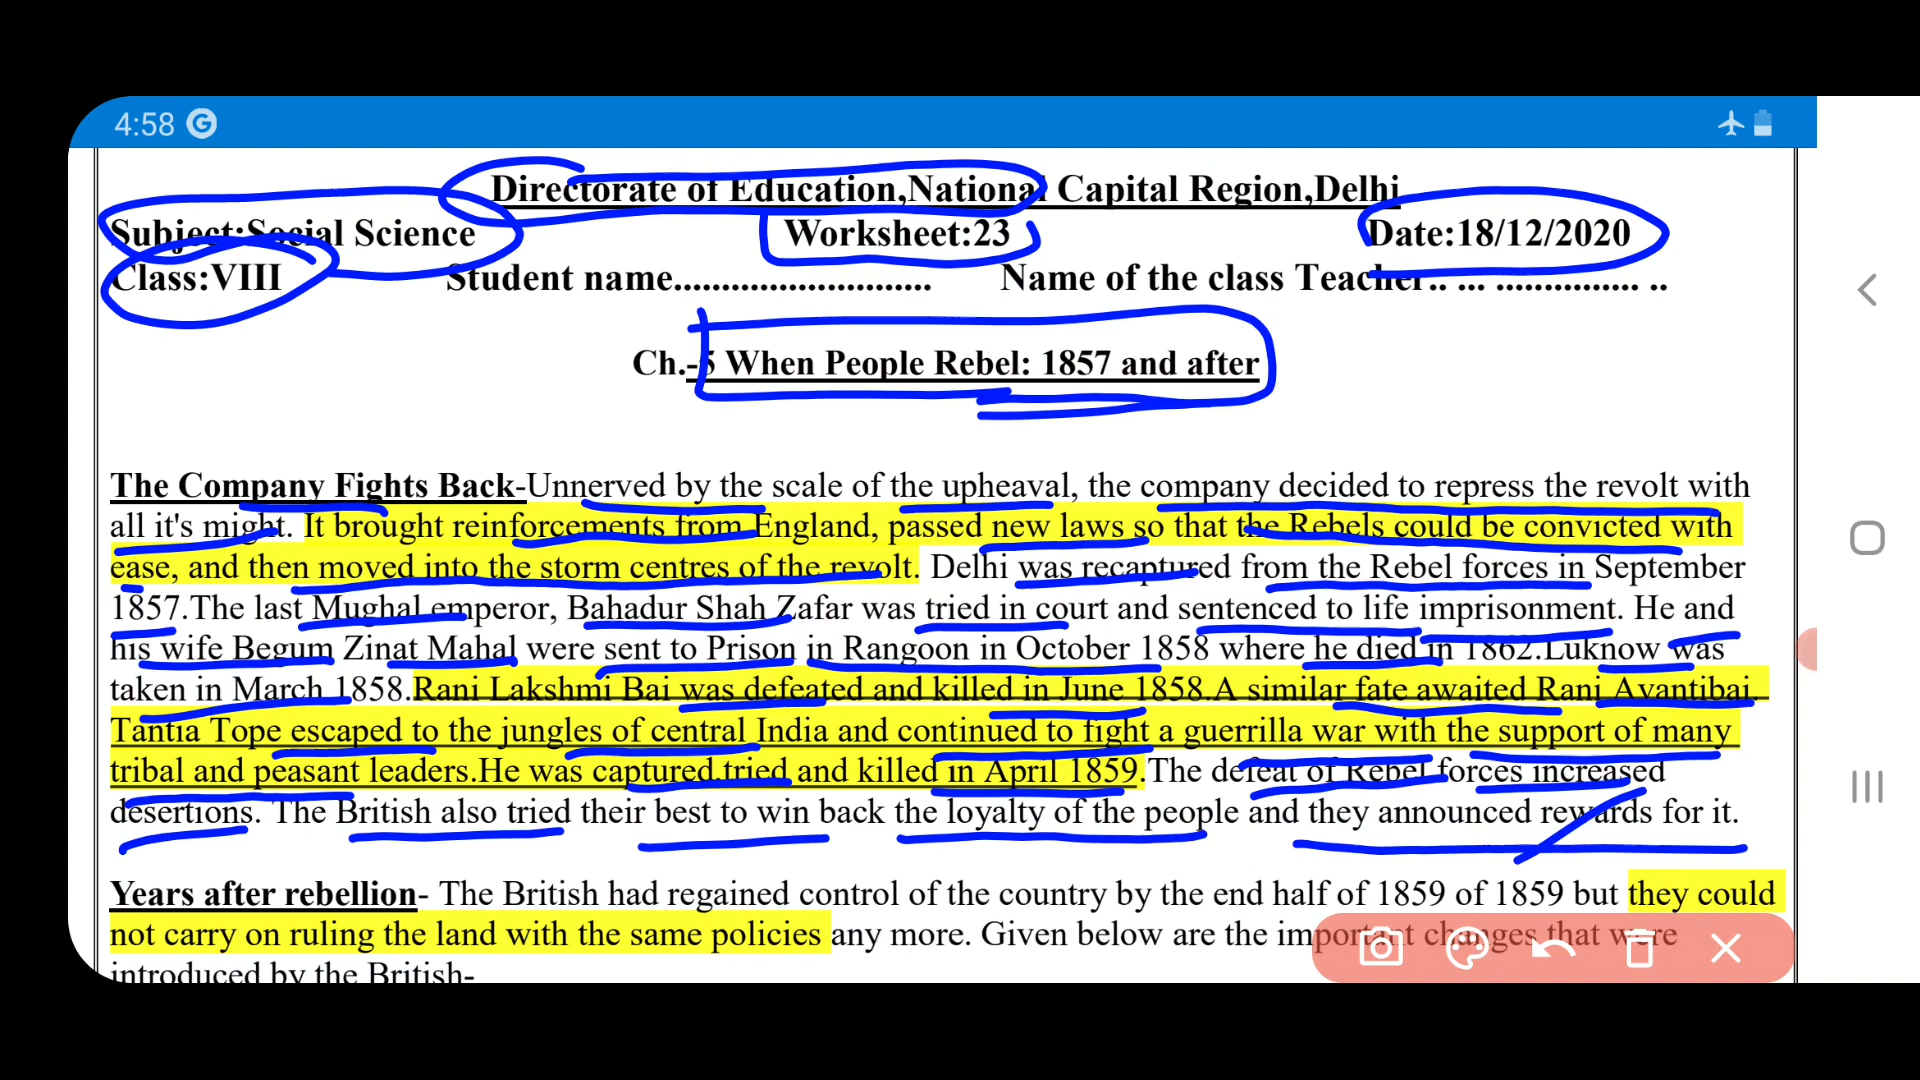 4:58 G
Directorate of Education,National Capital Region,Delhi
Subject:Social Science Worksheet:23 Date:18/12/2020
Class:VIII Student name........................... Name of the class Teacher.. ... ............... ..
Ch.-5 When People Rebel: 1857 and after
The Company Fights Back-Unnerved by the scale of the upheaval, the company decided to repress the revolt with
all it's might. It brought reinforcements from England, passed new laws so that the Rebels could be convicted with
ease, and then moved into the storm centres of the revolt. Delhi was recaptured from the Rebel forces in September
1857.The last Mughal emperor, Bahadur Shah Zafar was tried in court and sentenced to life imprisonment. He and
his wife Begum Zinat Mahal were sent to Prison in Rangoon in October 1858 where he died in 1862.Luknow was
taken in March 1858.Rani Lakshmi Bai was defeated and killed in June 1858.A similar fate awaited Rani Avantibai.
Tantia Tope escaped to the jungles of central India and continued to fight a guerrilla war with the support of many
tribal and peasant leaders.He was captured,tried and killed in April 1859.The defeat of Rebel forces increased
desertions. The British also tried their best to win back the loyalty of the people and they announced rewards for it.
Years after rebellion- The British had regained control of the country by the end half of 1859 of 1859 but they could
not carry on ruling the land with the same policies any more. Given below are the important changes that were
introduced by the British-